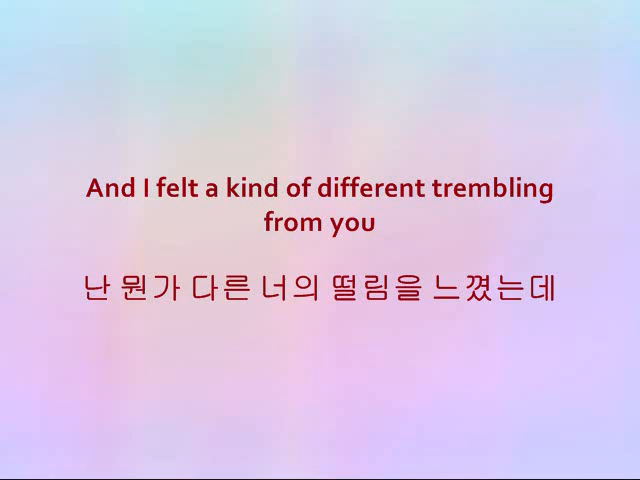 And I felt a kind of different trembling
from you
난 뭔가 다른 너의 떨림을 느꼈는데